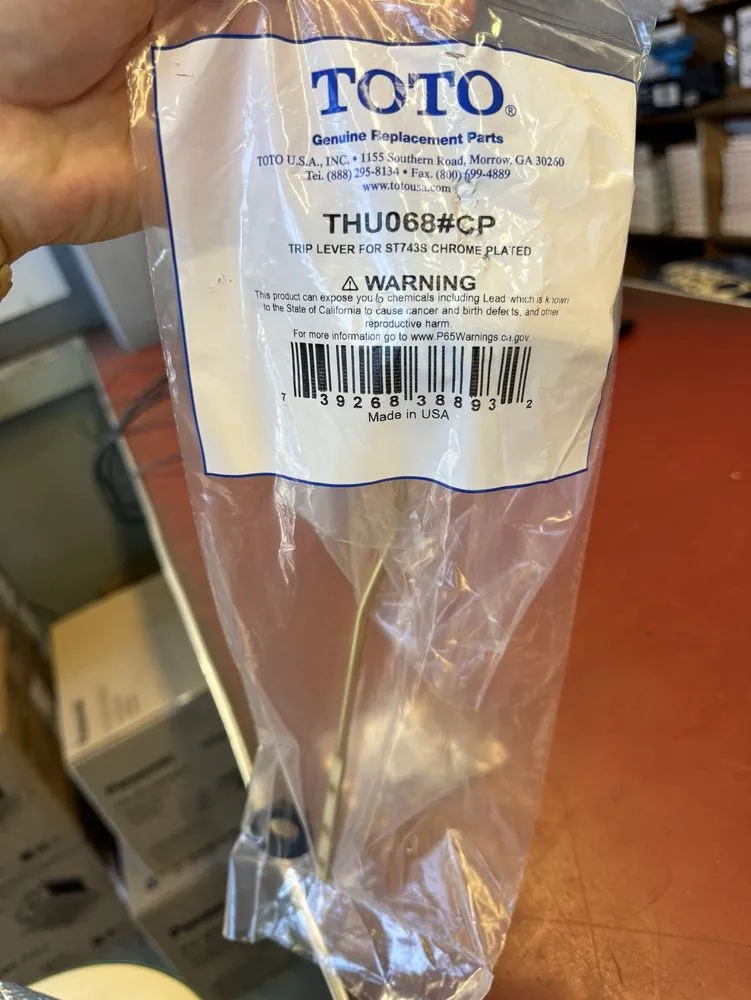 TOTO®
Genuine Replacement Parts
TOTO U.S.A., INC. • 1155 Southern Road, Morrow, GA 30260
Tel. (888) 295-8134 • Fax. (800) 699-4889
www.totousa.com
THU068#CP
TRIP LEVER FOR ST743S CHROME PLATED
⚠ WARNING
This product can expose you to chemicals including Lead which is known
to the State of California to cause cancer and birth defects, and other
reproductive harm.
For more information go to www.P65Warnings.ca.gov
7 39268 38893 2
Made in USA
Panasonic
Panasonic